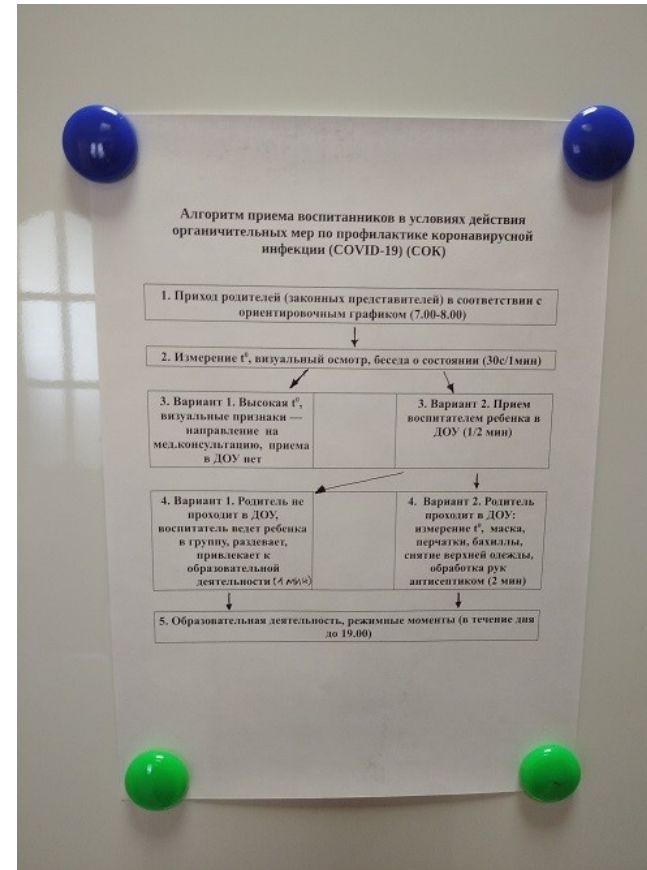 Алгоритм приема воспитанников в условиях действия
органичительных мер по профилактике коронавирусной
инфекции (COVID-19) (СОК)
1. Приход родителей (законных представителей) в соответствии с
ориентировочным графиком (7.00-8.00)
2. Измерение t⁰, визуальный осмотр, беседа о состоянии (30с/1мин)
3. Вариант 1. Высокая t⁰,
визуальные признаки —
направление на
мед.консультацию, приема
в ДОУ нет
3. Вариант 2. Прием
воспитателем ребенка в
ДОУ (1/2 мин)
4. Вариант 1. Родитель не
проходит в ДОУ,
воспитатель ведет ребенка
в группу, раздевает,
привлекает к
образовательной
деятельности (1 мин)
4. Вариант 2. Родитель
проходит в ДОУ:
измерение t⁰, маска,
перчатки, бахиллы,
снятие верхней одежды,
обработка рук
антисептиком (2 мин)
5. Образовательная деятельность, режимные моменты (в течение дня
до 19.00)